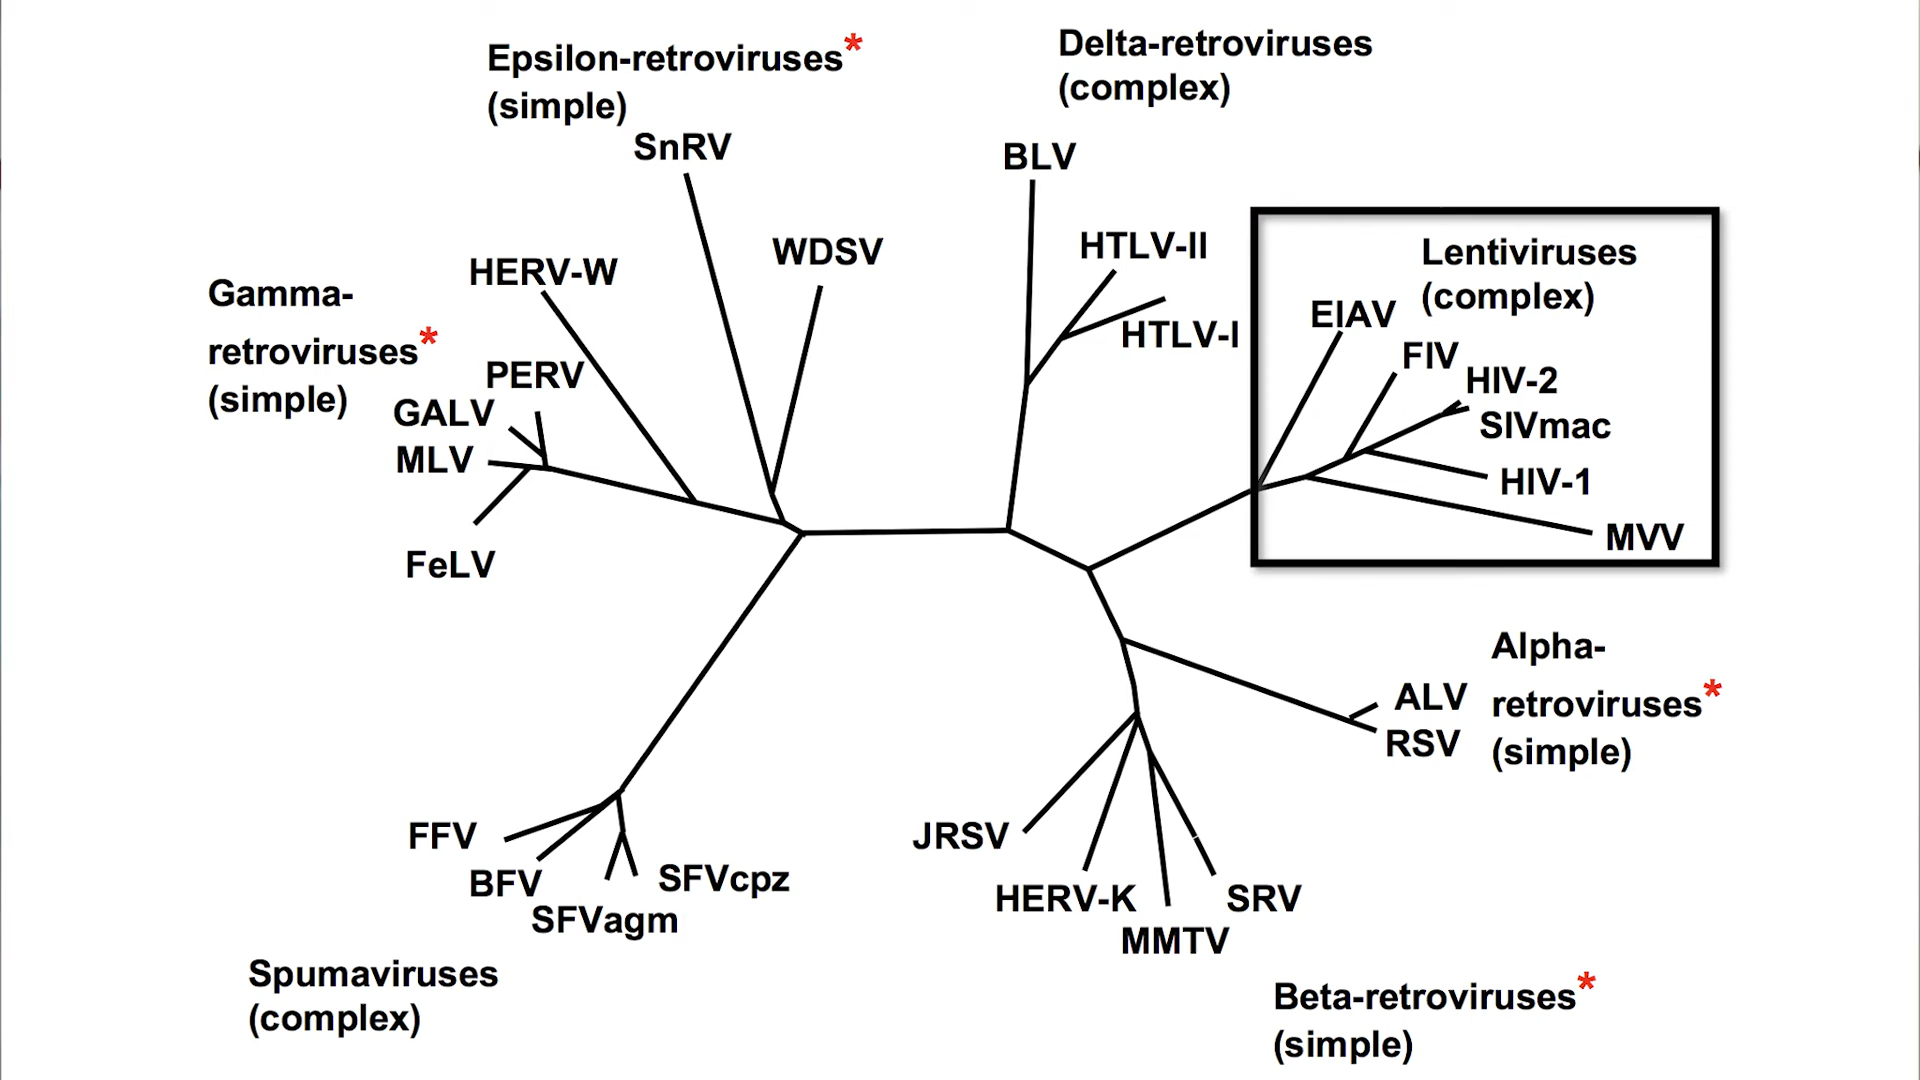 Epsilon-retroviruses*
(simple)
SnRV
WDSV
Delta-retroviruses
(complex)
BLV
HTLV-II
HTLV-I
Lentiviruses
(complex)
EIAV
FIV
HIV-2
SIVmac
HIV-1
MVV
Gamma-
retroviruses*
(simple)
HERV-W
PERV
GALV
MLV
FeLV
Alpha-
retroviruses*
(simple)
ALV
RSV
JRSV
HERV-K
MMTV
SRV
Beta-retroviruses*
(simple)
FFV
BFV
SFVagm
SFVcpz
Spumaviruses
(complex)